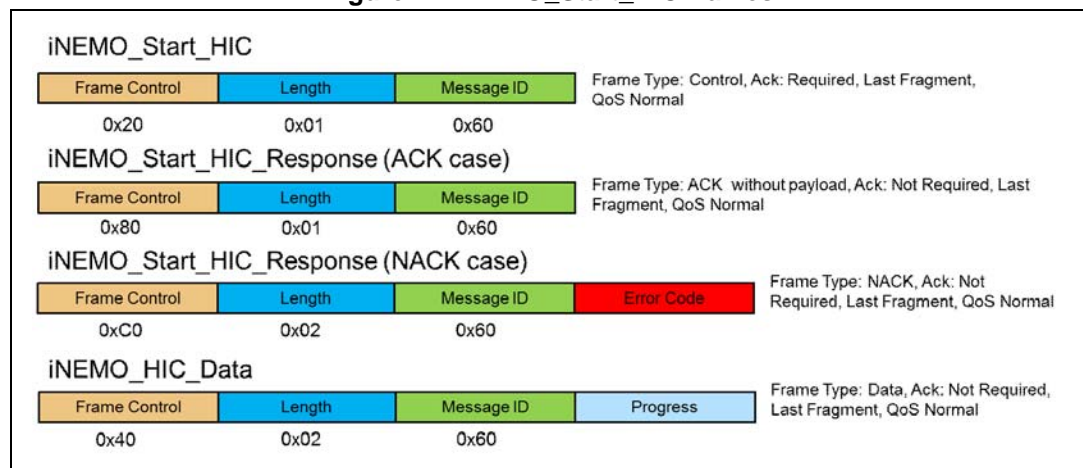 iNEMO_Start_HIC
Frame Control Length Message ID
0x20 0x01 0x60
Frame Type: Control, Ack: Required, Last Fragment,
QoS Normal
iNEMO_Start_HIC_Response (ACK case)
Frame Control Length Message ID
0x80 0x01 0x60
Frame Type: ACK without payload, Ack: Not Required, Last
Fragment, QoS Normal
iNEMO_Start_HIC_Response (NACK case)
Frame Control Length Message ID Error Code
0xC0 0x02 0x60
Frame Type: NACK, Ack: Not
Required, Last Fragment, QoS Normal
iNEMO_HIC_Data
Frame Control Length Message ID Progress
0x40 0x02 0x60
Frame Type: Data, Ack: Not Required,
Last Fragment, QoS Normal